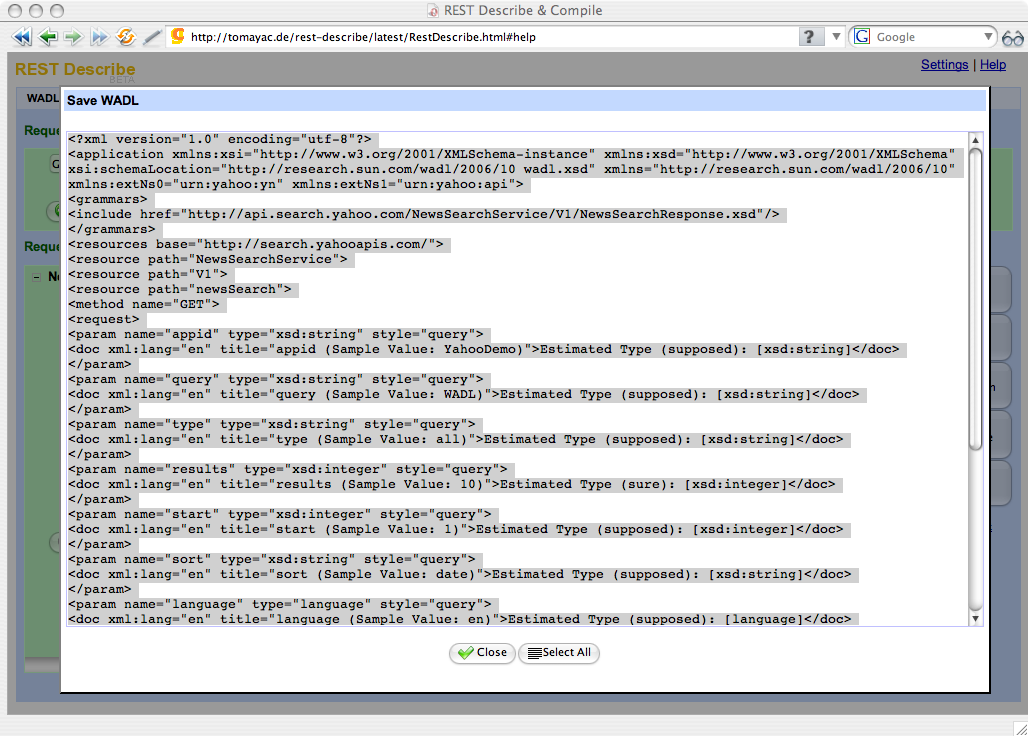 REST Describe & Compile
http://tomayac.de/rest-describe/latest/RestDescribe.html#help
?
G Google
REST Describe
BETA
Settings | Help
WADL
Save WADL
<?xml version="1.0" encoding="utf-8"?>
<application xmlns:xsi="http://www.w3.org/2001/XMLSchema-instance" xmlns:xsd="http://www.w3.org/2001/XMLSchema"
xsi:schemaLocation="http://research.sun.com/wadl/2006/10 wadl.xsd" xmlns="http://research.sun.com/wadl/2006/10"
xmlns:extNs0="urn:yahoo:yn" xmlns:extNs1="urn:yahoo:api">
<grammars>
<include href="http://api.search.yahoo.com/NewsSearchService/V1/NewsSearchResponse.xsd"/>
</grammars>
<resources base="http://search.yahooapis.com/">
<resource path="NewsSearchService">
<resource path="V1">
<resource path="newsSearch">
<method name="GET">
<request>
<param name="appid" type="xsd:string" style="query">
<doc xml:lang="en" title="appid (Sample Value: YahooDemo)">Estimated Type (supposed): [xsd:string]</doc>
</param>
<param name="query" type="xsd:string" style="query">
<doc xml:lang="en" title="query (Sample Value: WADL)">Estimated Type (supposed): [xsd:string]</doc>
</param>
<param name="type" type="xsd:string" style="query">
<doc xml:lang="en" title="type (Sample Value: all)">Estimated Type (supposed): [xsd:string]</doc>
</param>
<param name="results" type="xsd:integer" style="query">
<doc xml:lang="en" title="results (Sample Value: 10)">Estimated Type (sure): [xsd:integer]</doc>
</param>
<param name="start" type="xsd:integer" style="query">
<doc xml:lang="en" title="start (Sample Value: 1)">Estimated Type (supposed): [xsd:integer]</doc>
</param>
<param name="sort" type="xsd:string" style="query">
<doc xml:lang="en" title="sort (Sample Value: date)">Estimated Type (supposed): [xsd:string]</doc>
</param>
<param name="language" type="language" style="query">
<doc xml:lang="en" title="language (Sample Value: en)">Estimated Type (supposed): [language]</doc>
Close
Select All